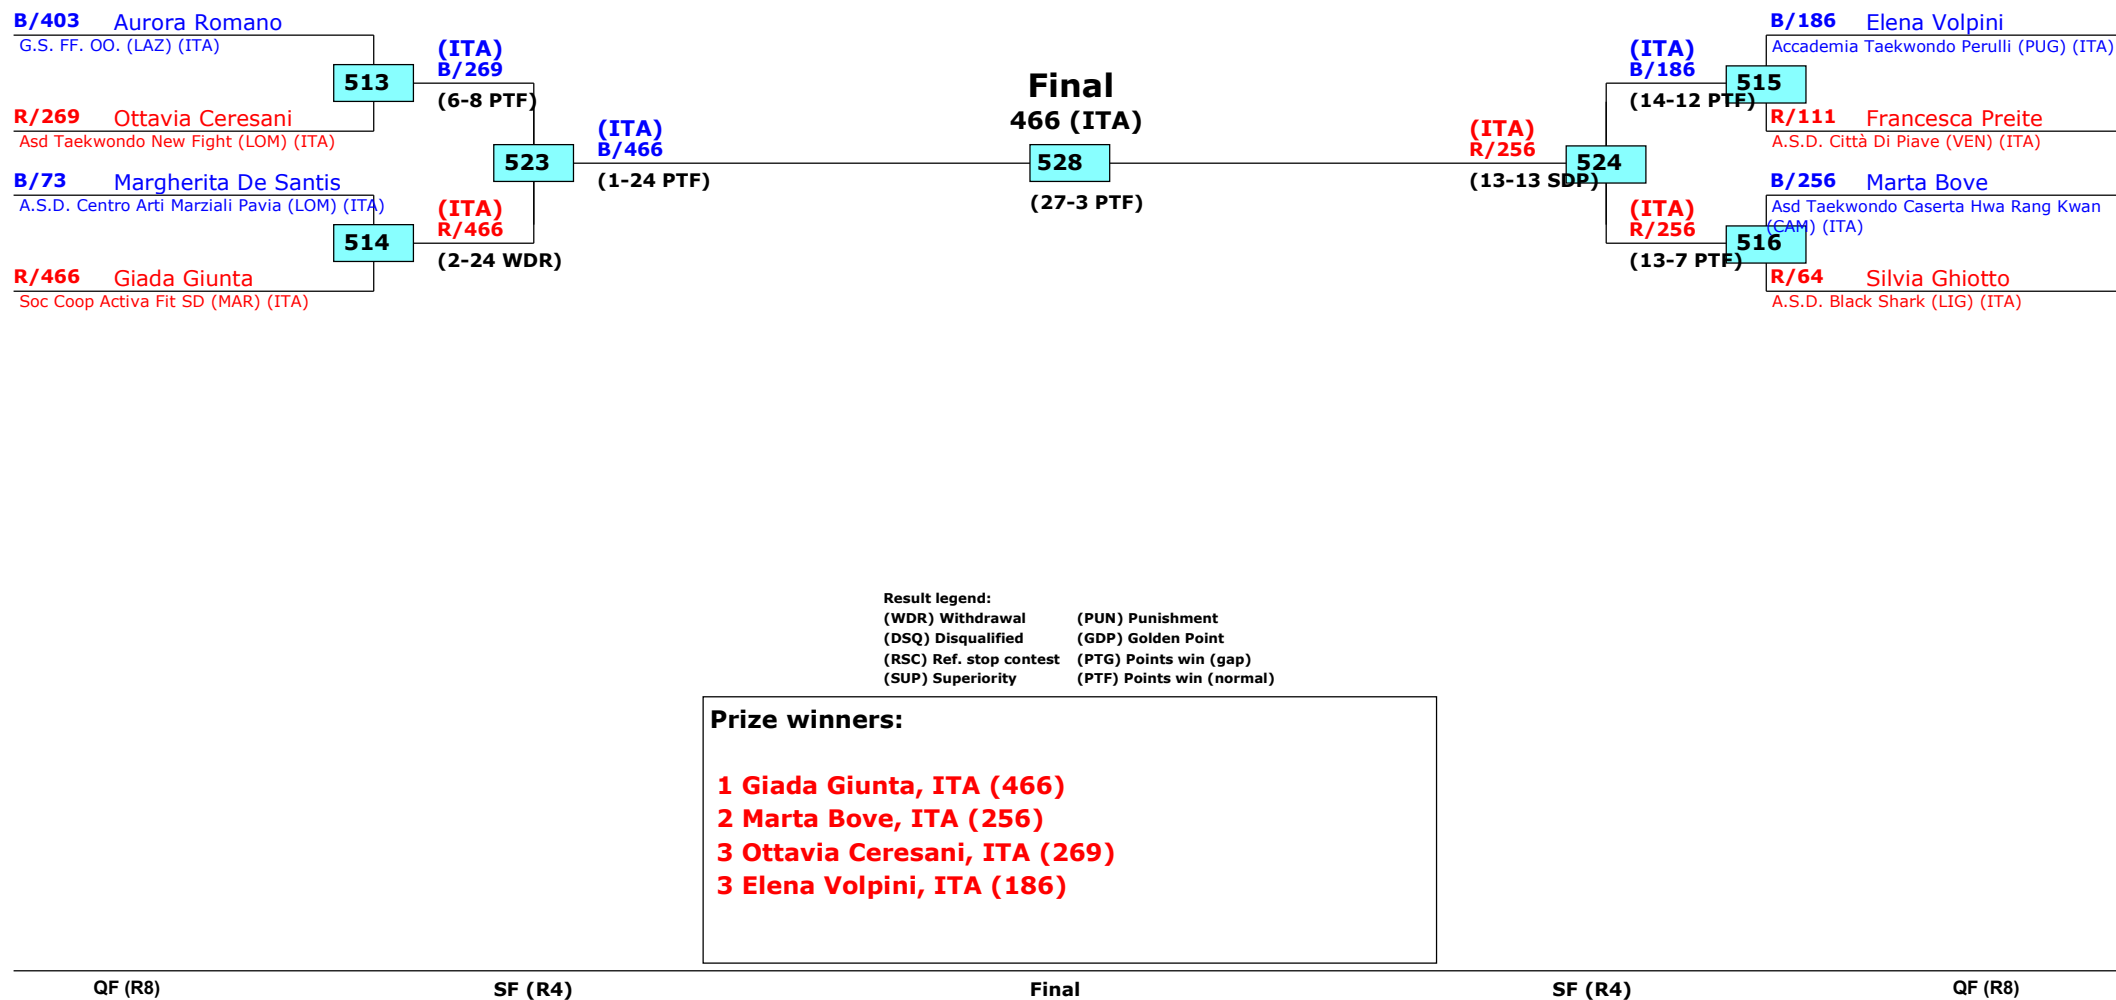 B/403 Aurora Romano
G.S. FF. OO. (LAZ) (ITA)
513
R/269 Ottavia Ceresani
Asd Taekwondo New Fight (LOM) (ITA)
B/73 Margherita De Santis
A.S.D. Centro Arti Marziali Pavia (LOM) (ITA)
514
R/466 Giada Giunta
Soc Coop Activa Fit SD (MAR) (ITA)
(ITA)
B/269
(6-8 PTF)
523
(ITA)
R/466
(2-24 WDR)
(ITA)
B/466
(1-24 PTF)
Final
466 (ITA)
528
(27-3 PTF)
(ITA)
R/256
(13-13 SDP)
524
(ITA)
B/186
(14-12 PTF)
(ITA)
R/256
(13-7 PTF)
B/186 Elena Volpini
Accademia Taekwondo Perulli (PUG) (ITA)
515
R/111 Francesca Preite
A.S.D. Città Di Piave (VEN) (ITA)
B/256 Marta Bove
Asd Taekwondo Caserta Hwa Rang Kwan
(CAM) (ITA)
516
R/64 Silvia Ghiotto
A.S.D. Black Shark (LIG) (ITA)
Result legend:
(WDR) Withdrawal (PUN) Punishment
(DSQ) Disqualified (GDP) Golden Point
(RSC) Ref. stop contest (PTG) Points win (gap)
(SUP) Superiority (PTF) Points win (normal)
Prize winners:
1 Giada Giunta, ITA (466)
2 Marta Bove, ITA (256)
3 Ottavia Ceresani, ITA (269)
3 Elena Volpini, ITA (186)
QF (R8) SF (R4) Final SF (R4) QF (R8)